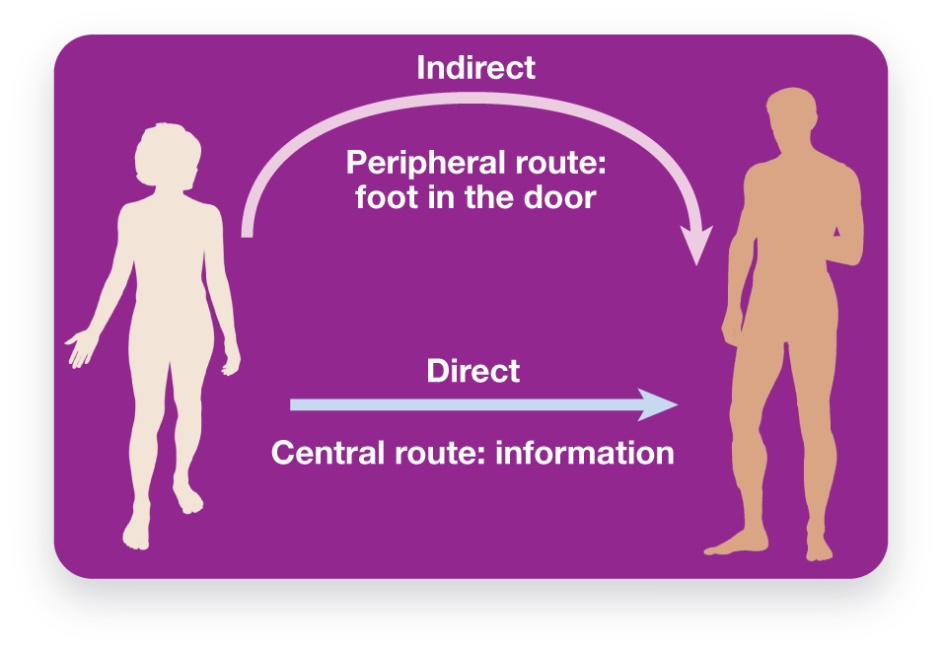 Indirect
Peripheral route:
foot in the door
Direct
Central route: information